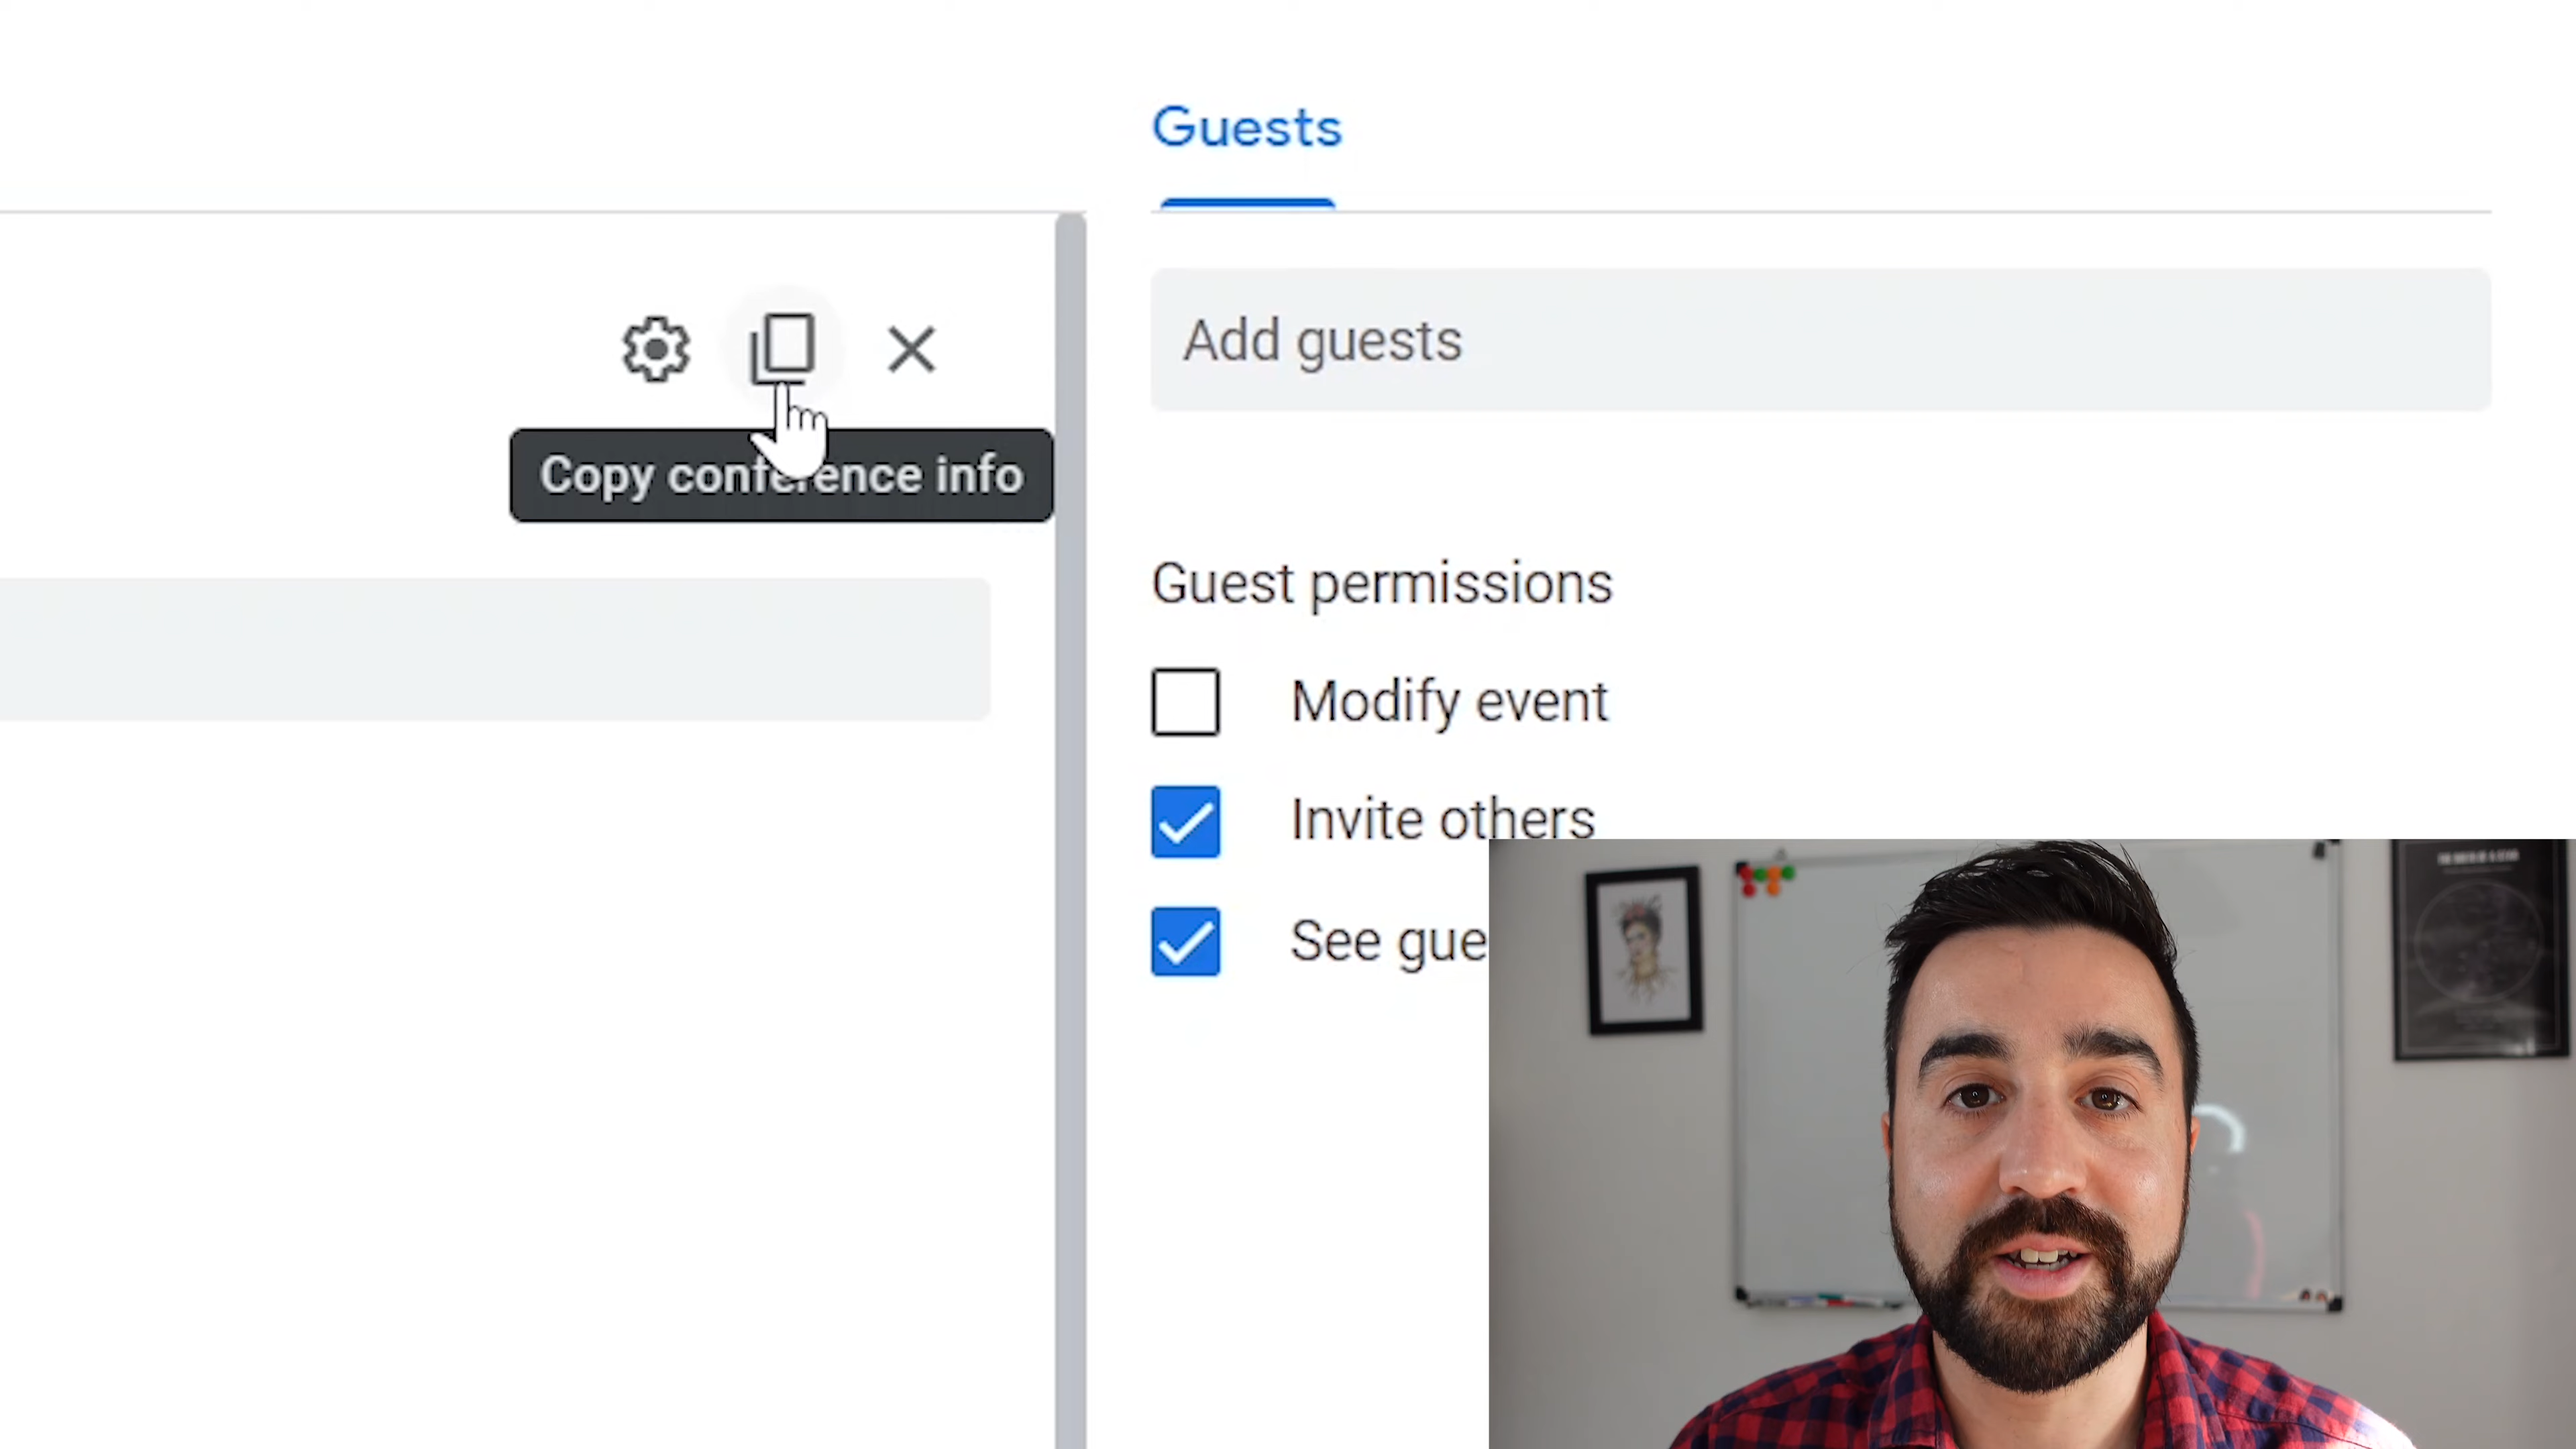 Guests
Add guests
Copy conference info
Guest permissions
Modify event
Invite others
See gue